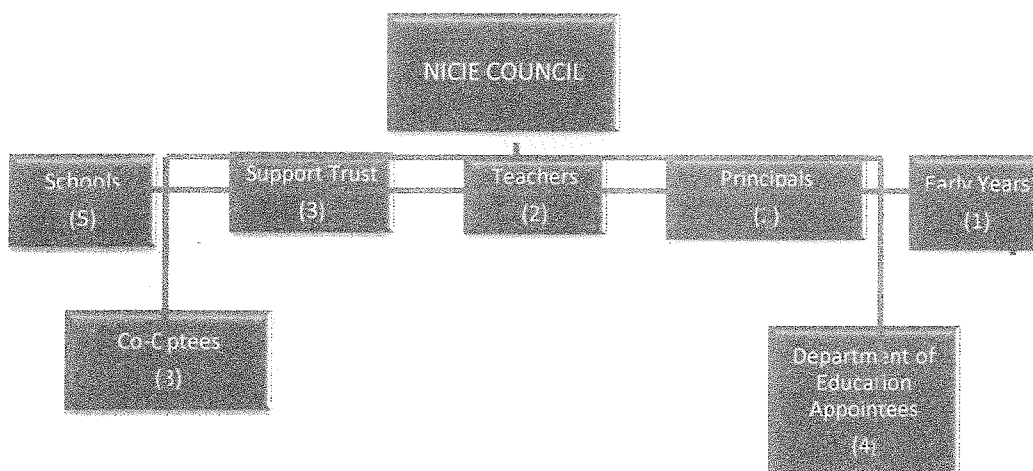 NICIE COUNCIL
Schools
(5)
Support Trust
(3)
Teachers
(2)
Principals
Early Years
(1)
Co-Optees
(3)
Department of
Education
Appointees
(4)